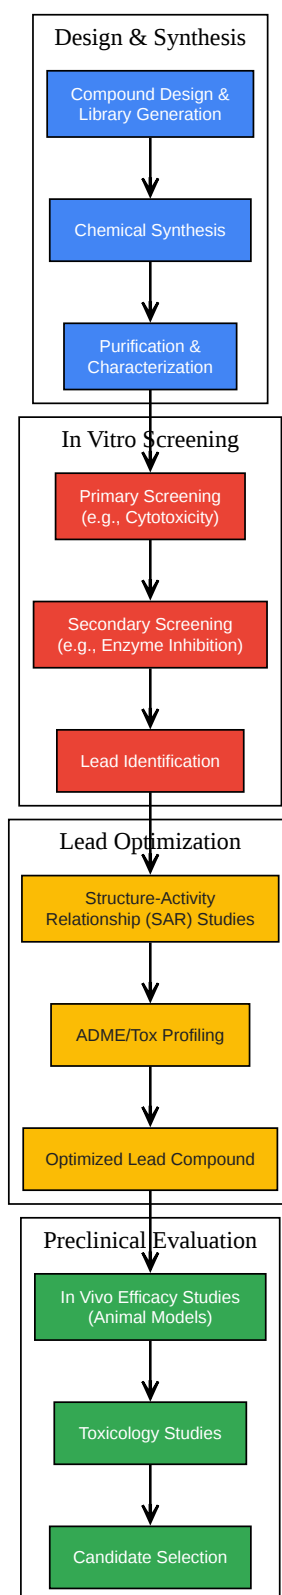 Design & Synthesis
Compound Design &
Library Generation
Chemical Synthesis
Purification &
Characterization
In Vitro Screening
Primary Screening
(e.g., Cytotoxicity)
Secondary Screening
(e.g., Enzyme Inhibition)
Lead Identification
Lead Optimization
Structure-Activity
Relationship (SAR) Studies
ADME/Tox Profiling
Optimized Lead Compound
Preclinical Evaluation
In Vivo Efficacy Studies
(Animal Models)
Toxicology Studies
Candidate Selection